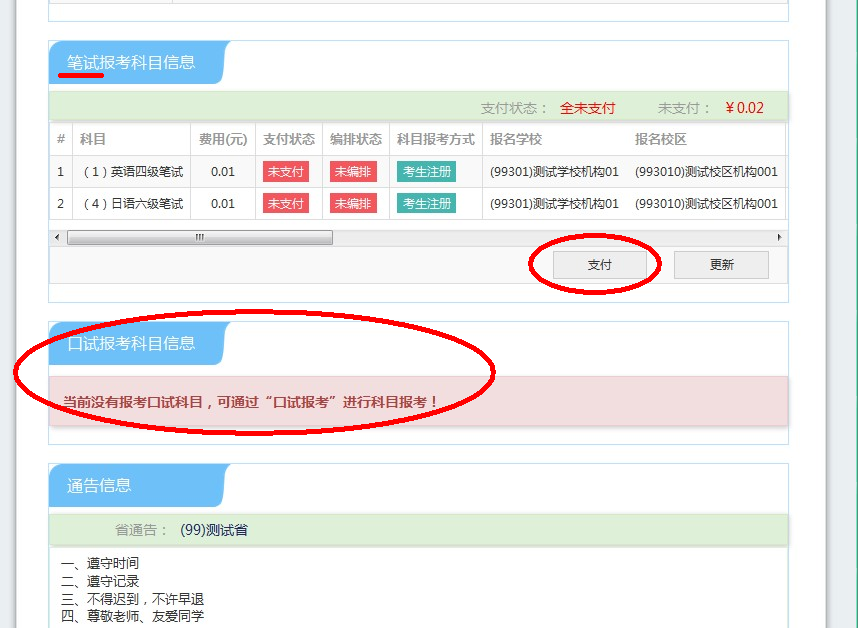 笔试报考科目信息
支付状态： 全未支付 未支付： ￥0.02
# 科目 费用(元) 支付状态 编排状态 科目报考方式 报名学校 报名校区
1 （1）英语四级笔试 0.01 未支付 未编排 考生注册 (99301)测试学校机构01 (993010)测试校区机构001
2 （4）日语六级笔试 0.01 未支付 未编排 考生注册 (99301)测试学校机构01 (993010)测试校区机构001
支付 更新
口试报考科目信息
当前没有报考口试科目，可通过“口试报考”进行科目报考！
通告信息
省通告： (99)测试省
一、遵守时间
二、遵守记录
三、不得迟到，不许早退
四、尊敬老师、友爱同学